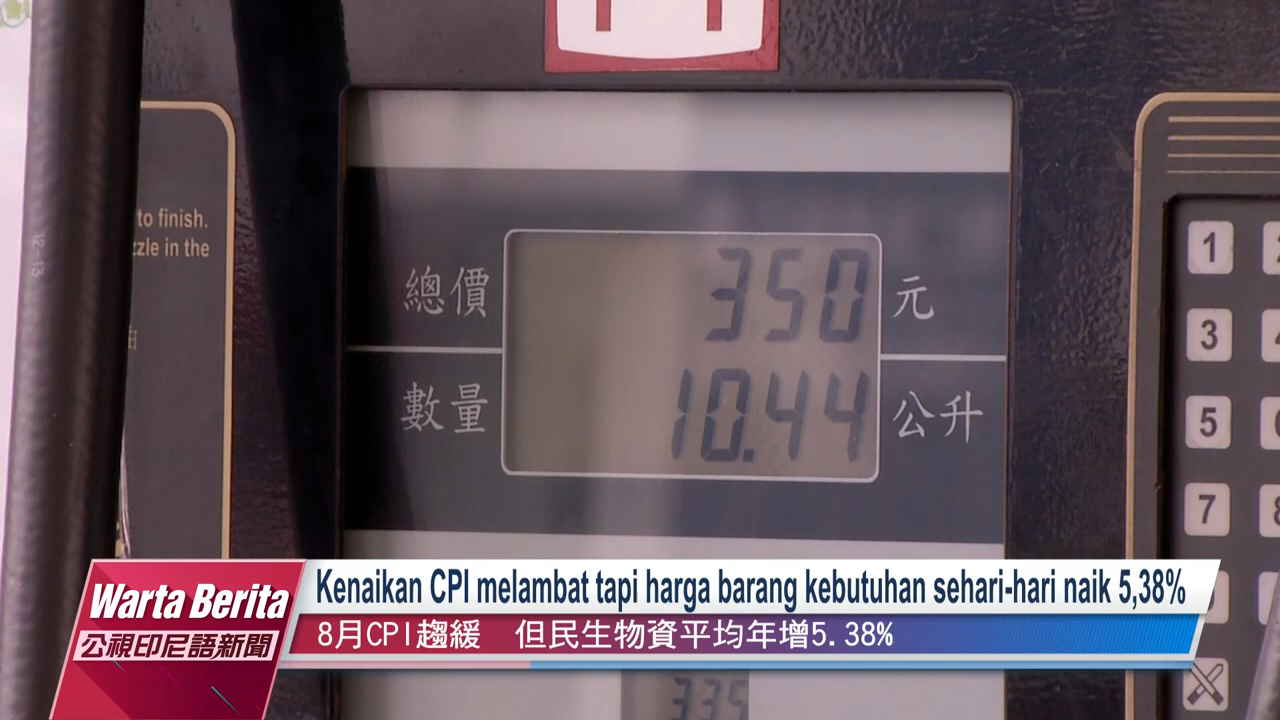 to finish.
in the
總價 350 元
數量 10.44 公升
1
3
5
7
Warta Berita
公視印尼語新聞
Kenaikan CPI melambat tapi harga barang kebutuhan sehari-hari naik 5,38%
8月CPI趨緩 但民生物資平均年增5.38%
335